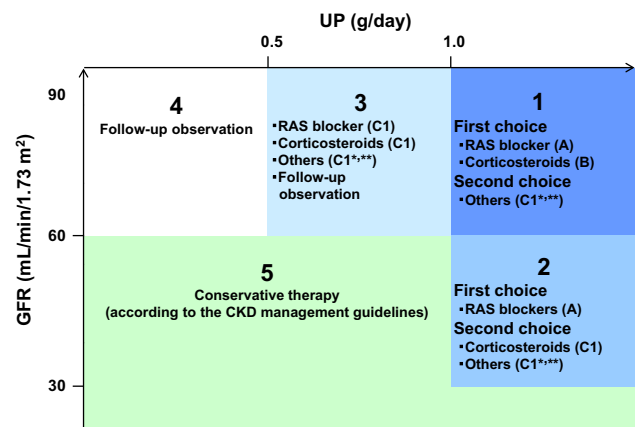 UP (g/day)
0.5
1.0
90
60
30
GFR (mL/min/1.73 m²)
4
Follow-up observation
3
・RAS blocker (C1)
・Corticosteroids (C1)
・Others (C1*,**)
・Follow-up
observation
1
First choice
・RAS blocker (A)
・Corticosteroids (B)
Second choice
・Others (C1*,**)
5
Conservative therapy
(according to the CKD management guidelines)
2
First choice
・RAS blockers (A)
Second choice
・Corticosteroids (C1)
・Others (C1*,**)